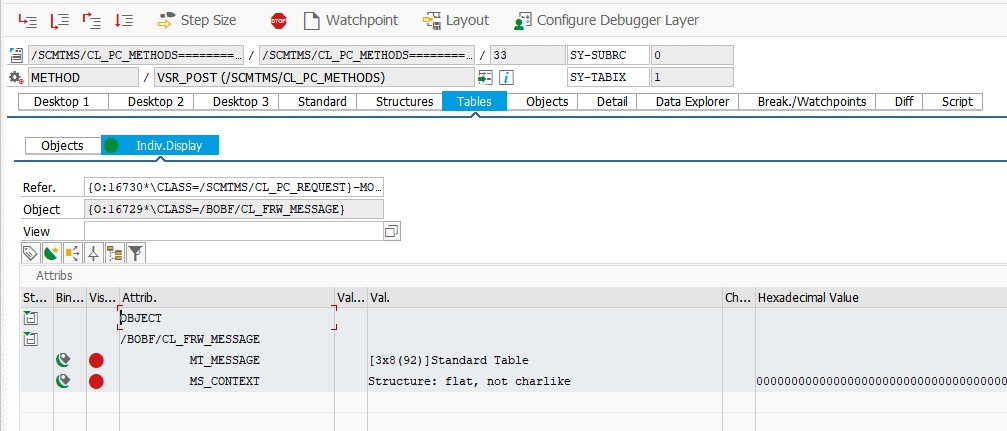 Step Size STOP Watchpoint Layout Configure Debugger Layer
/SCMTMS/CL_PC_METHODS========… / /SCMTMS/CL_PC_METHODS========… / 33 SY-SUBRC 0
METHOD / VSR_POST (/SCMTMS/CL_PC_METHODS) SY-TABIX 1
Desktop 1 Desktop 2 Desktop 3 Standard Structures Tables Objects Detail Data Explorer Break./Watchpoints Diff Script
Objects Indiv.Display
Refer. {O:16730*\CLASS=/SCMTMS/CL_PC_REQUEST}-MO…
Object {O:16729*\CLASS=/BOBF/CL_FRW_MESSAGE}
View
Attribs
St... Bin... Vis... Attrib. Val... Val. Ch... Hexadecimal Value
OBJECT
/BOBF/CL_FRW_MESSAGE
MT_MESSAGE [3x8(92)]Standard Table
MS_CONTEXT Structure: flat, not charlike 000000000000000000000000000000000000000